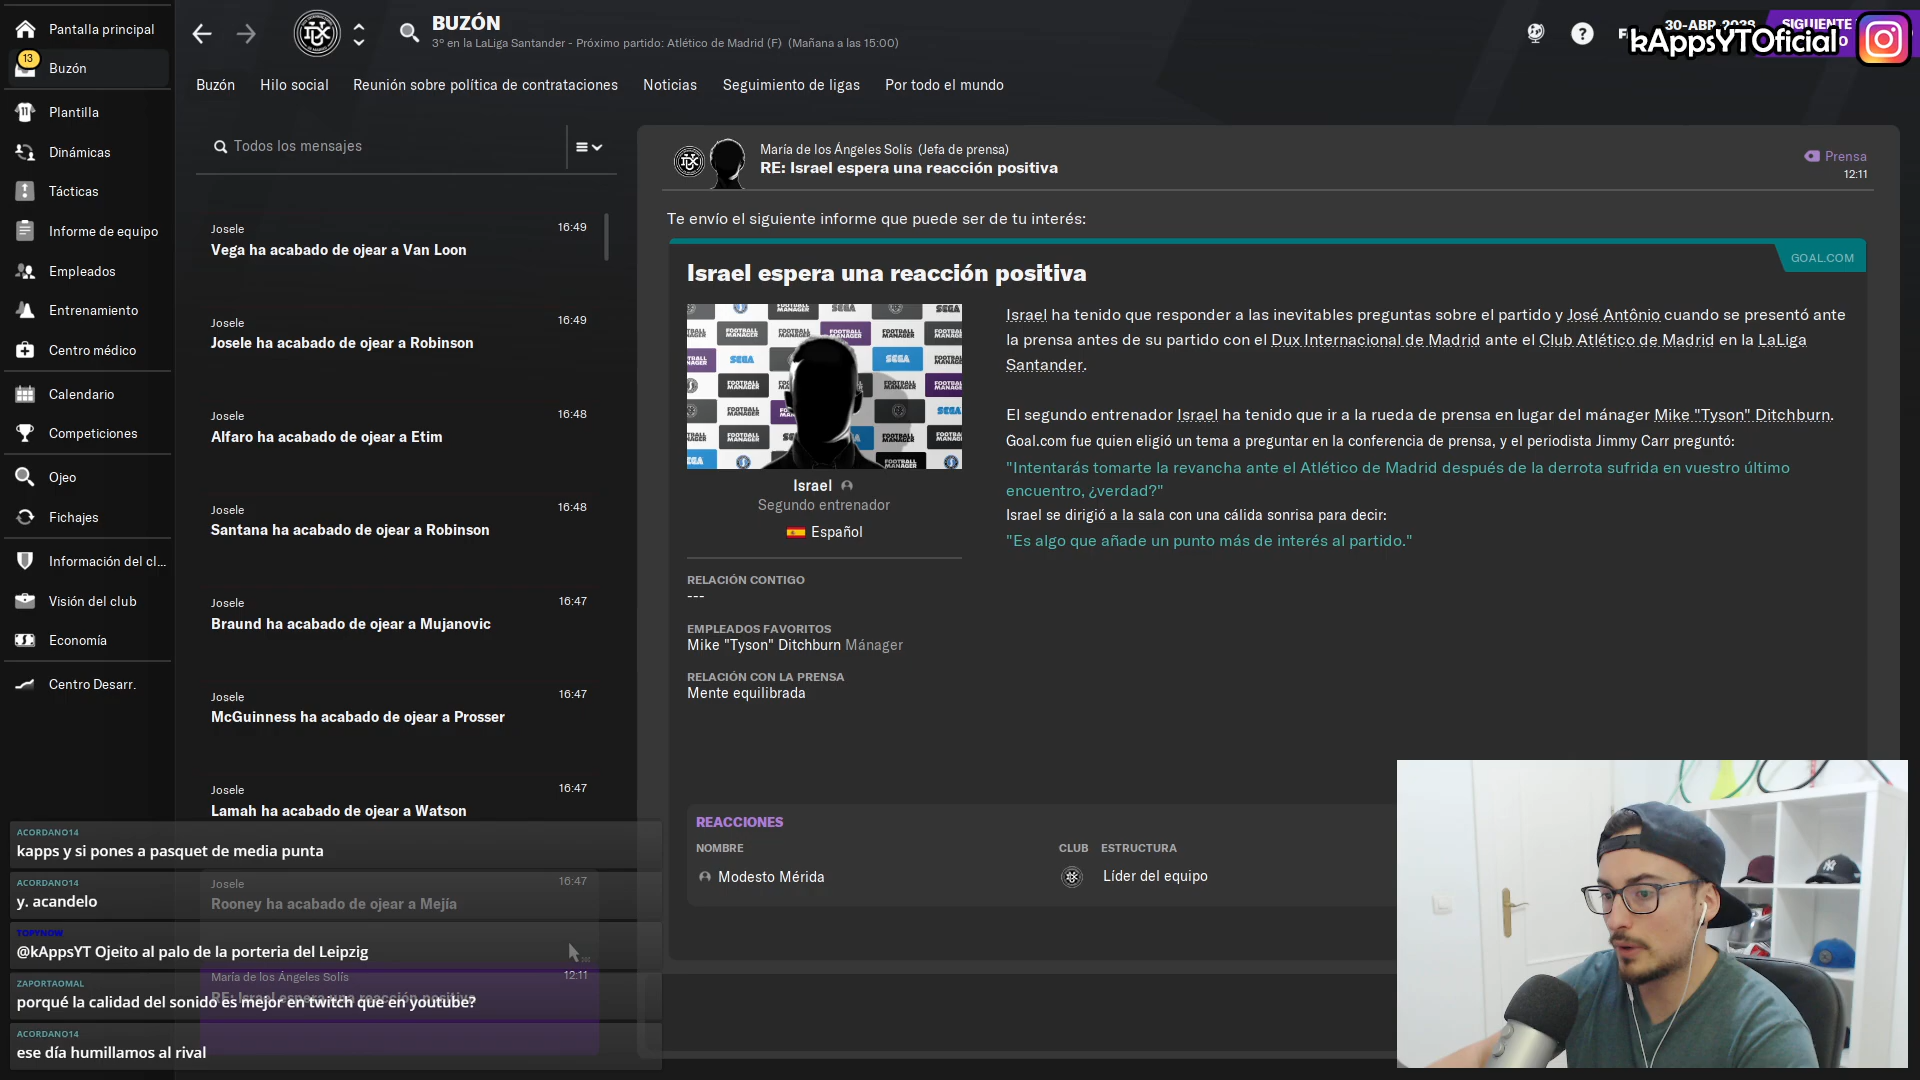 Pantalla principal
13
Buzón
Plantilla
Dinámicas
Tácticas
Informe de equipo
Empleados
Entrenamiento
Centro médico
Calendario
Competiciones
Ojeo
Fichajes
Información del cl...
Visión del club
Economía
Centro Desarr.
BUZÓN
3º en la LaLiga Santander - Próximo partido: Atlético de Madrid (F) (Mañana a las 15:00)
30-ABR-2038
SIGUIENTE
kAppsYTOficial
Buzón Hilo social Reunión sobre política de contrataciones Noticias Seguimiento de ligas Por todo el mundo
Todos los mensajes
Josele 16:49
Vega ha acabado de ojear a Van Loon
Josele 16:49
Josele ha acabado de ojear a Robinson
Josele 16:48
Alfaro ha acabado de ojear a Etim
Josele 16:48
Santana ha acabado de ojear a Robinson
Josele 16:47
Braund ha acabado de ojear a Mujanovic
Josele 16:47
McGuinness ha acabado de ojear a Prosser
Josele 16:47
Lamah ha acabado de ojear a Watson
Josele 16:47
Rooney ha acabado de ojear a Mejía
María de los Ángeles Solís 12:11
RE: Israel espera una reacción positiva
ACORDANO14
kapps y si pones a pasquet de media punta
ACORDANO14
y. acandelo
TOPYNOW
@kAppsYT Ojeito al palo de la porteria del Leipzig
ZAPORTAOMAL
porqué la calidad del sonido es mejor en twitch que en youtube?
ACORDANO14
ese día humillamos al rival
María de los Ángeles Solís (Jefa de prensa)
RE: Israel espera una reacción positiva
Prensa
12:11
Te envío el siguiente informe que puede ser de tu interés:
GOAL.COM
Israel espera una reacción positiva
Israel
Segundo entrenador
Español
RELACIÓN CONTIGO
---
EMPLEADOS FAVORITOS
Mike "Tyson" Ditchburn Mánager
RELACIÓN CON LA PRENSA
Mente equilibrada
Israel ha tenido que responder a las inevitables preguntas sobre el partido y José Antônio cuando se presentó ante
la prensa antes de su partido con el Dux Internacional de Madrid ante el Club Atlético de Madrid en la LaLiga
Santander.
El segundo entrenador Israel ha tenido que ir a la rueda de prensa en lugar del mánager Mike "Tyson" Ditchburn.
Goal.com fue quien eligió un tema a preguntar en la conferencia de prensa, y el periodista Jimmy Carr preguntó:
"Intentarás tomarte la revancha ante el Atlético de Madrid después de la derrota sufrida en vuestro último
encuentro, ¿verdad?"
Israel se dirigió a la sala con una cálida sonrisa para decir:
"Es algo que añade un punto más de interés al partido."
REACCIONES
NOMBRE CLUB ESTRUCTURA
Modesto Mérida Líder del equipo